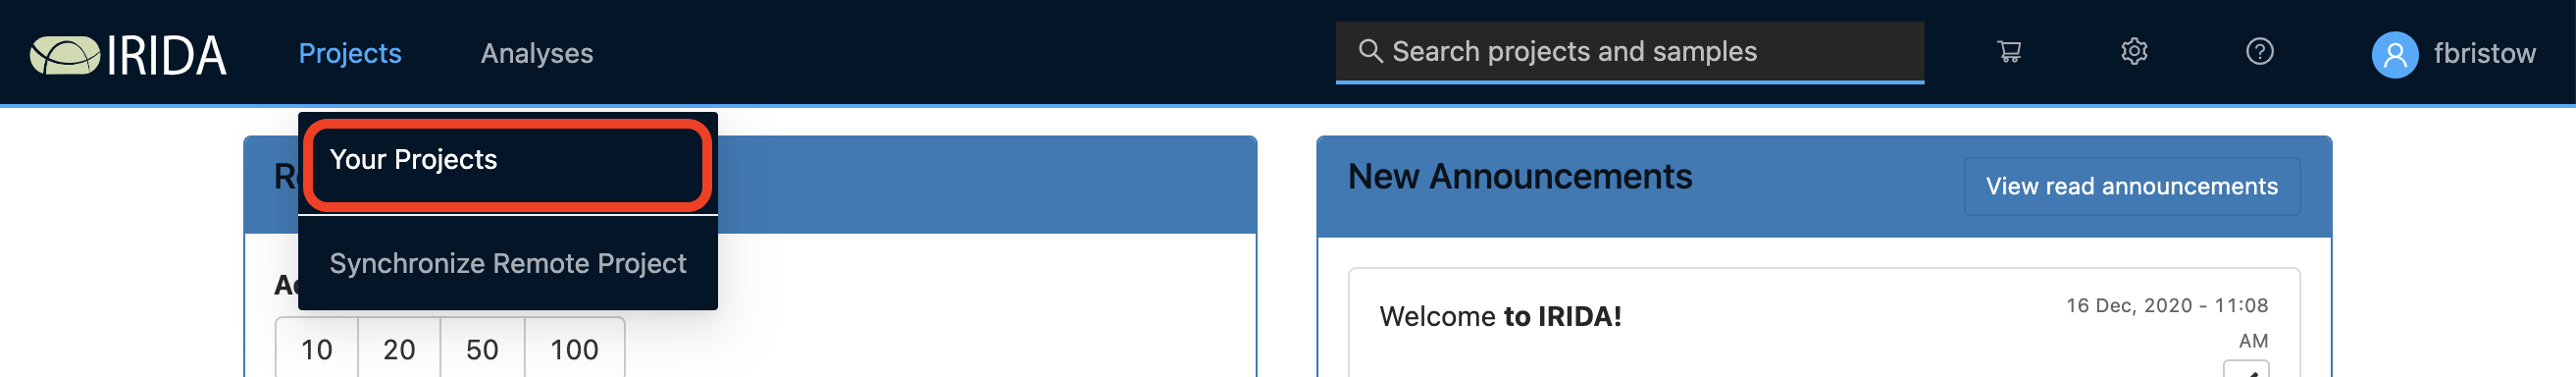 IRIDA
Projects
Analyses
Search projects and samples
fbristow
Your Projects
Synchronize Remote Project
10 20 50 100
New Announcements
View read announcements
Welcome to IRIDA!
16 Dec, 2020 - 11:08
AM